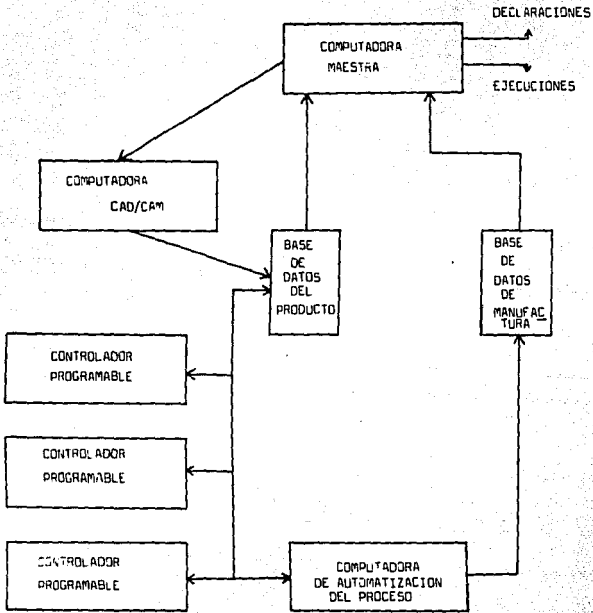 DECLARACIONES
COMPUTADORA
MAESTRA
EJECUCIONES
COMPUTADORA
CAD/CAM
BASE
DE
DATOS
DEL
PRODUCTO
BASE
DE
DATOS
DE
MANUFAC
TURA
CONTROLADOR
PROGRAMABLE
CONTROLADOR
PROGRAMABLE
CONTROLADOR
PROGRAMABLE
COMPUTADORA
DE AUTOMATIZACION
DEL PROCESO